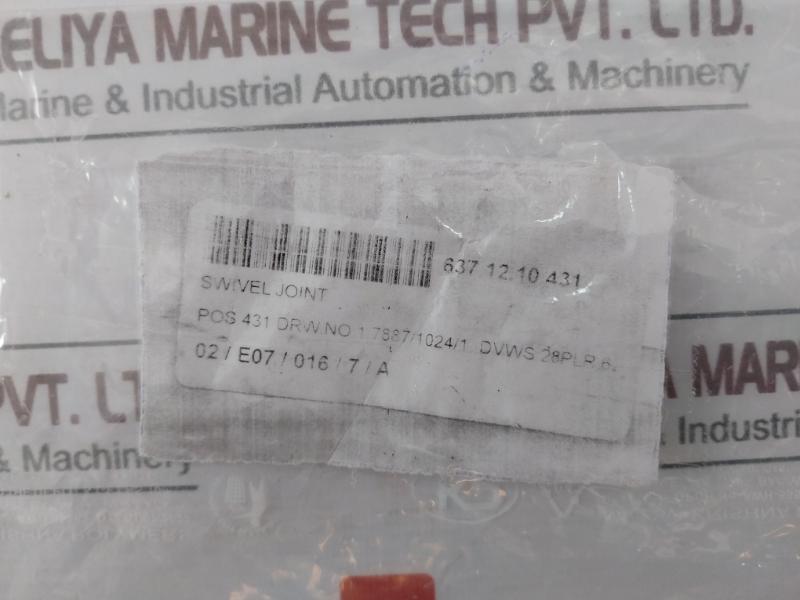 ELIYA MARINE TECH PVT. LTD.
Marine & Industrial Automation & Machinery
637 12.10 431
SWIVEL JOINT
POS 431 DRW.NO 1.7887/1024/1. DVWS 28PLR
02 / E07 / 016 / 7 / A
PVT. LT
A MAR
& Machinery
& Industri